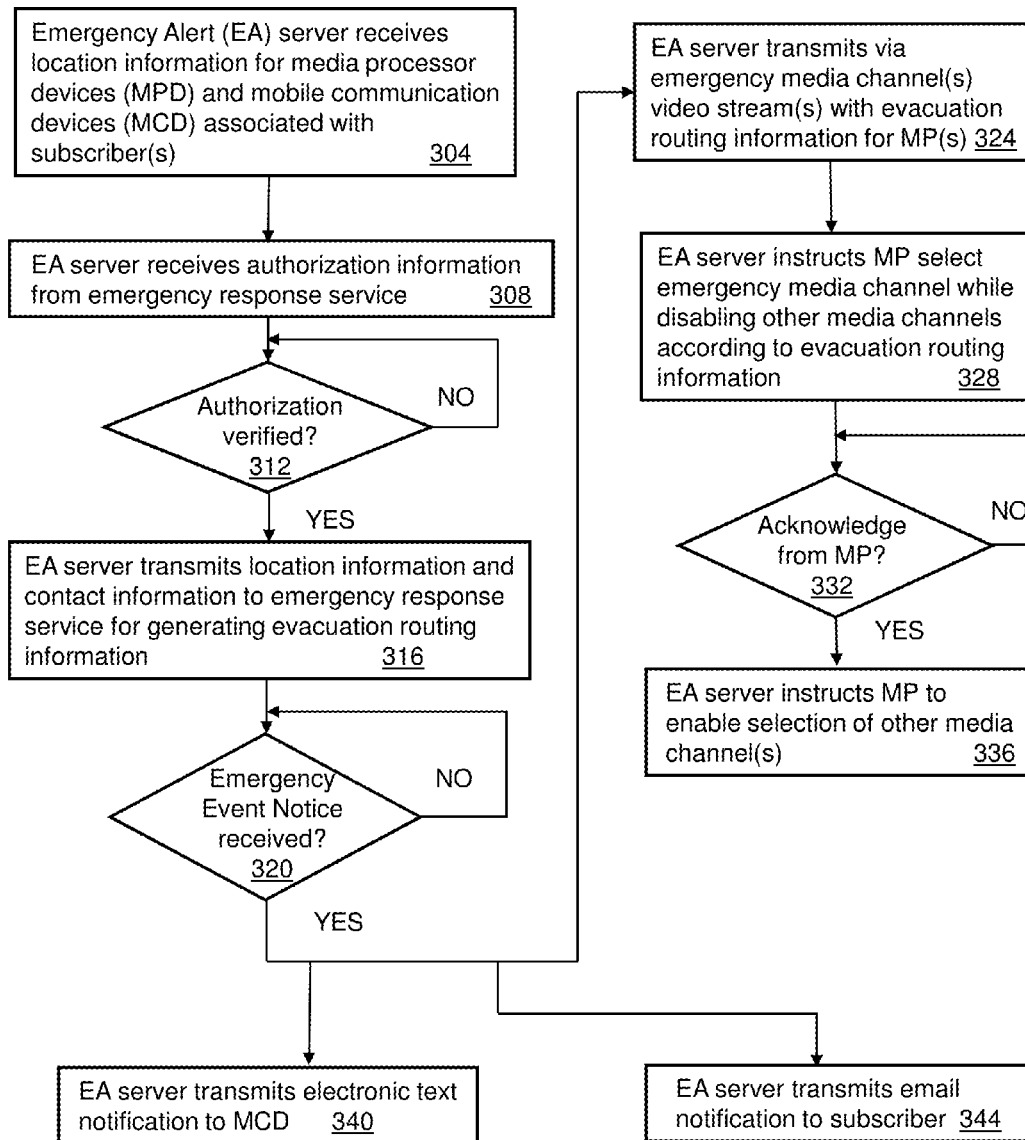 Emergency Alert (EA) server receives
location information for media processor
devices (MPD) and mobile communication
devices (MCD) associated with
subscriber(s) 304
EA server receives authorization information
from emergency response service 308
Authorization
verified?
312
NO
YES
EA server transmits location information and
contact information to emergency response
service for generating evacuation routing
information 316
Emergency
Event Notice
received?
320
NO
YES
EA server transmits via
emergency media channel(s)
video stream(s) with evacuation
routing information for MP(s) 324
EA server instructs MP select
emergency media channel while
disabling other media channels
according to evacuation routing
information 328
Acknowledge
from MP?
332
NO
YES
EA server instructs MP to
enable selection of other media
channel(s) 336
EA server transmits electronic text
notification to MCD 340
EA server transmits email
notification to subscriber 344